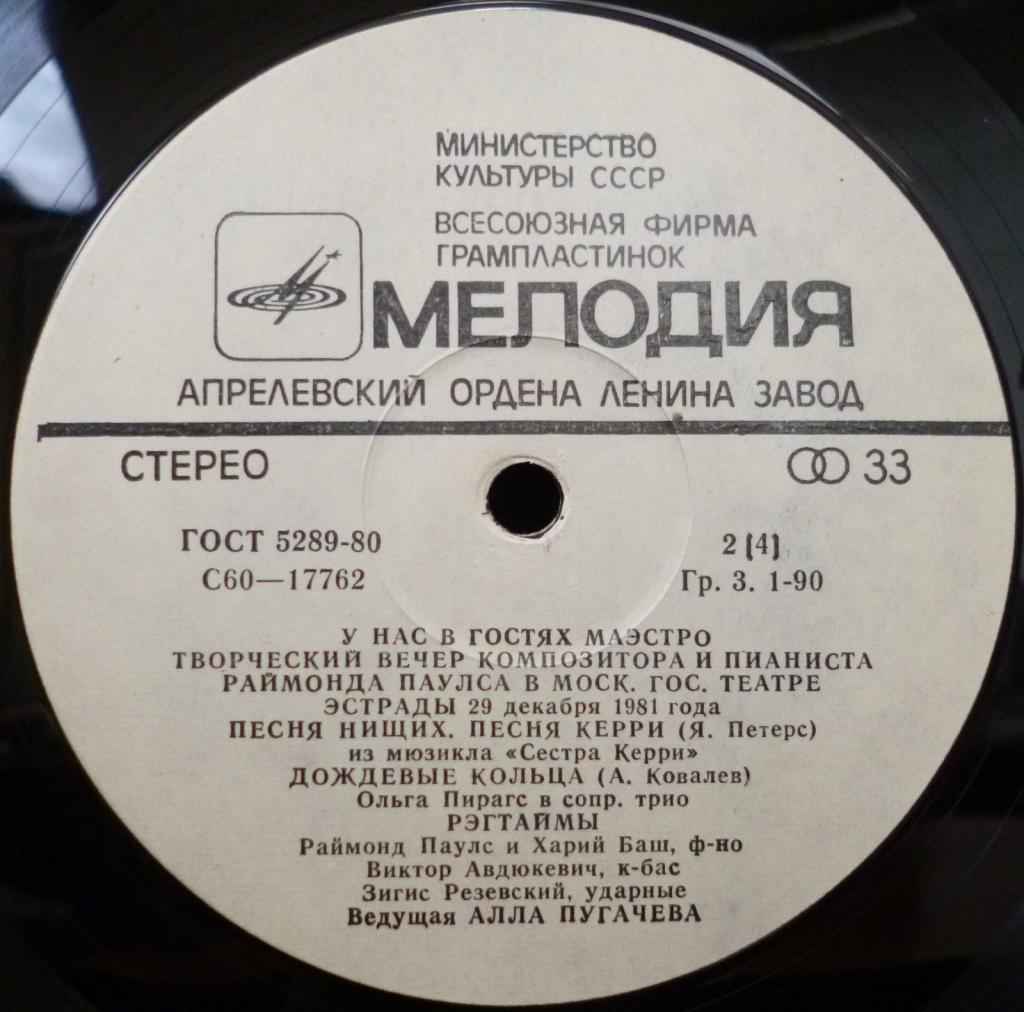 МИНИСТЕРСТВО
КУЛЬТУРЫ СССР
ВСЕСОЮЗНАЯ ФИРМА
ГРАМПЛАСТИНОК
МЕЛОДИЯ
АПРЕЛЕВСКИЙ ОРДЕНА ЛЕНИНА ЗАВОД
СТЕРЕО
33
ГОСТ 5289-80
2 (4)
С60—17762
Гр. 3. 1-90
У НАС В ГОСТЯХ МАЭСТРО
ТВОРЧЕСКИЙ ВЕЧЕР КОМПОЗИТОРА И ПИАНИСТА
РАЙМОНДА ПАУЛСА В МОСК. ГОС. ТЕАТРЕ
ЭСТРАДЫ 29 декабря 1981 года
ПЕСНЯ НИЩИХ. ПЕСНЯ КЕРРИ (Я. Петерс)
из мюзикла «Сестра Керри»
ДОЖДЕВЫЕ КОЛЬЦА (А. Ковалев)
Ольга Пирагс в сопр. трио
РЭГТАЙМЫ
Раймонд Паулс и Харий Баш, ф-но
Виктор Авдюкевич, к-бас
Зигис Резевский, ударные
Ведущая АЛЛА ПУГАЧЕВА